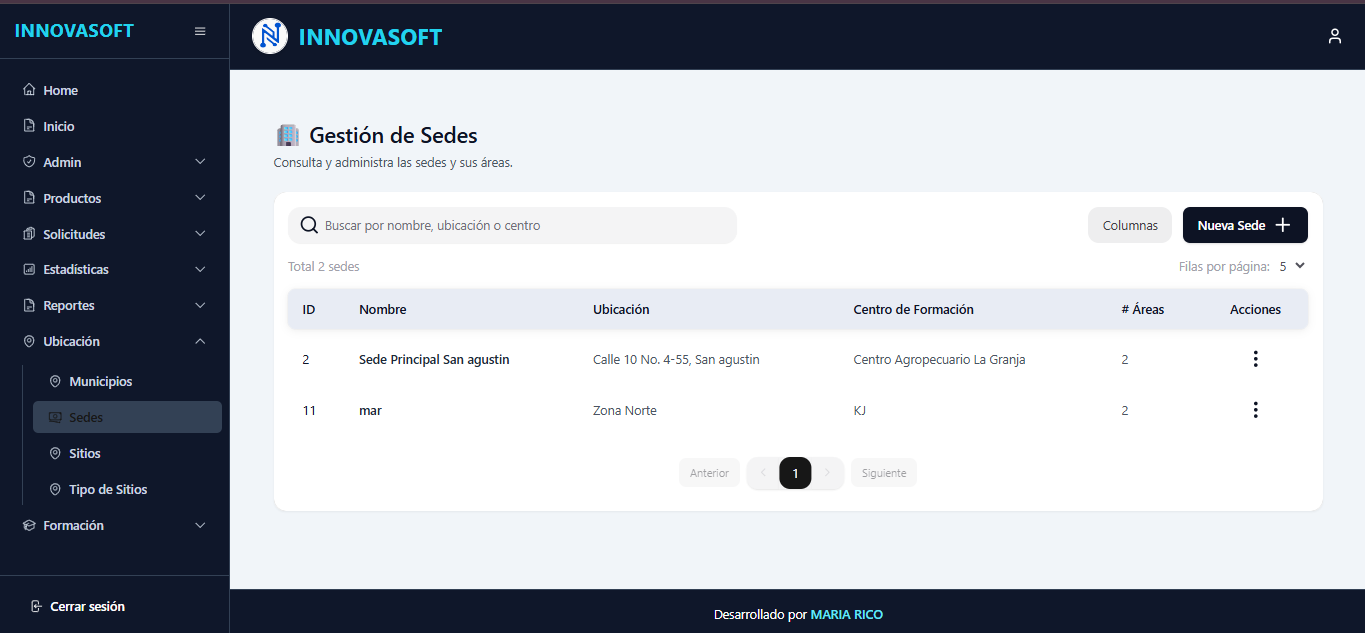 INNOVASOFT
Home
Inicio
Admin
Productos
Solicitudes
Estadísticas
Reportes
Ubicación
Municipios
Sedes
Sitios
Tipo de Sitios
Formación
Cerrar sesión
INNOVASOFT
Gestión de Sedes
Consulta y administra las sedes y sus áreas.
Buscar por nombre, ubicación o centro
Columnas
Nueva Sede
Total 2 sedes
Filas por página: 5
ID Nombre Ubicación Centro de Formación # Áreas Acciones
2 Sede Principal San agustin Calle 10 No. 4-55, San agustin Centro Agropecuario La Granja 2
11 mar Zona Norte KJ 2
Anterior 1 Siguiente
Desarrollado por MARIA RICO